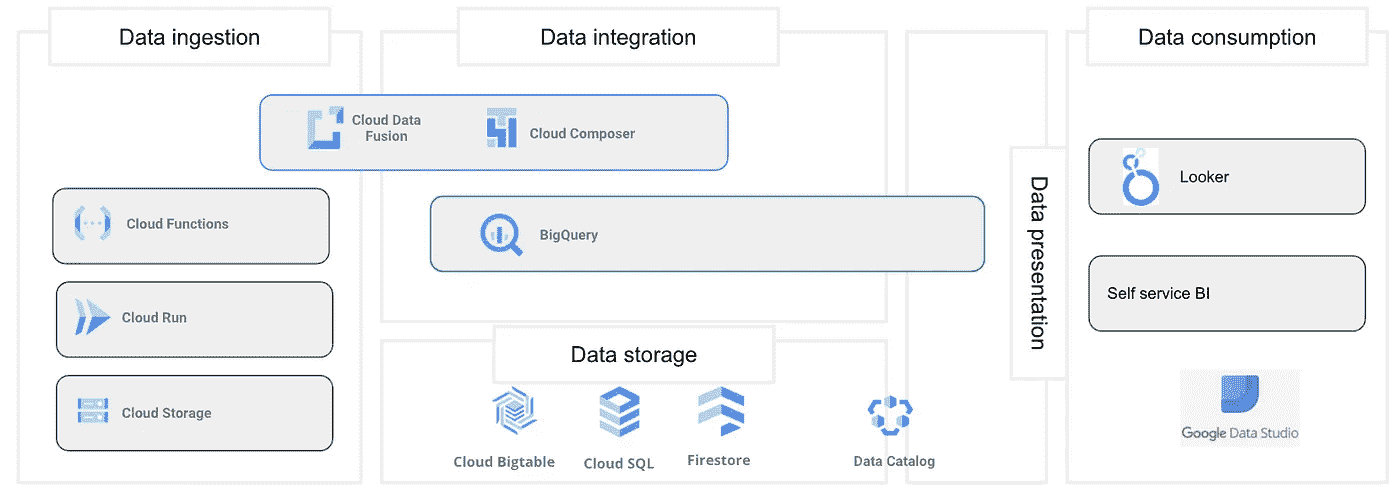 Data ingestion
Data integration
Data consumption
Cloud Data
Fusion
Cloud Composer
Looker
Cloud Functions
BigQuery
Data presentation
Self service BI
Cloud Run
Data storage
Cloud Storage
Cloud Bigtable
Cloud SQL
Firestore
Data Catalog
Google Data Studio